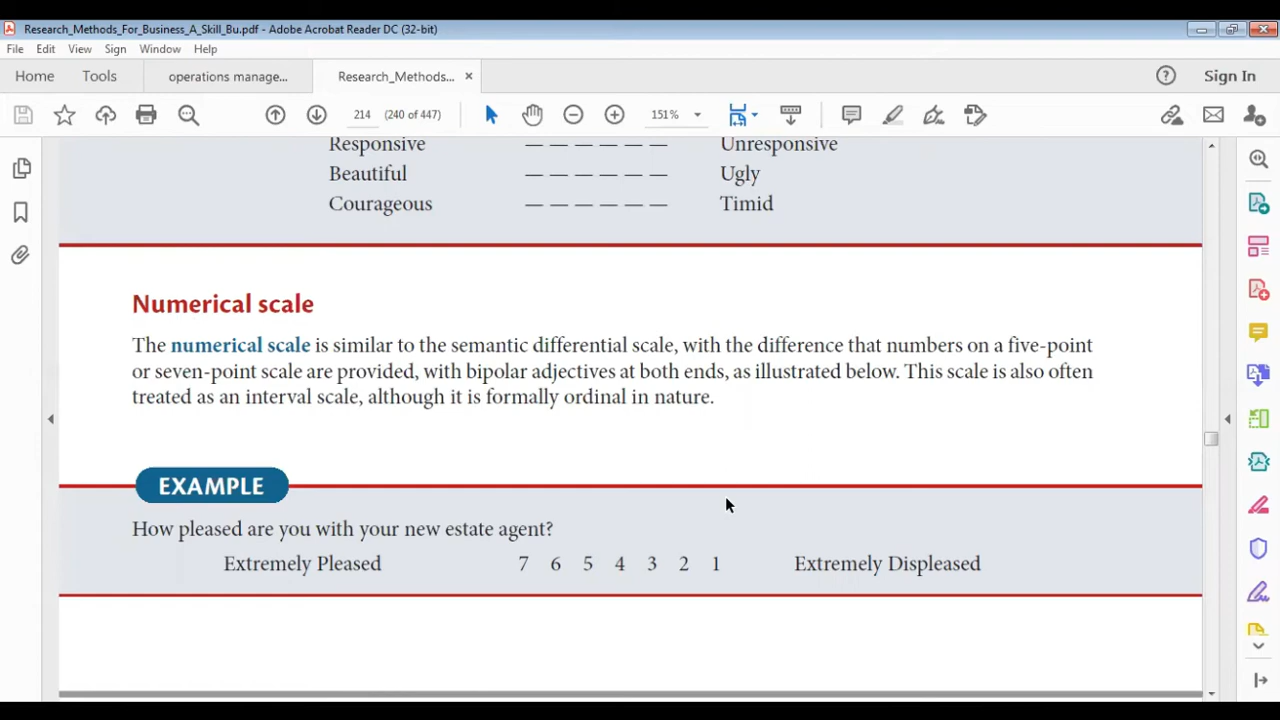 Research_Methods_For_Business_A_Skill_Bu.pdf - Adobe Acrobat Reader DC (32-bit)
File Edit View Sign Window Help
Home Tools operations manage... Research_Methods... ×
Sign In
214 (240 of 447) 151%
Responsive — — — — — — Unresponsive
Beautiful — — — — — — Ugly
Courageous — — — — — — Timid
Numerical scale
The numerical scale is similar to the semantic differential scale, with the difference that numbers on a five-point
or seven-point scale are provided, with bipolar adjectives at both ends, as illustrated below. This scale is also often
treated as an interval scale, although it is formally ordinal in nature.
EXAMPLE
How pleased are you with your new estate agent?
Extremely Pleased 7 6 5 4 3 2 1 Extremely Displeased